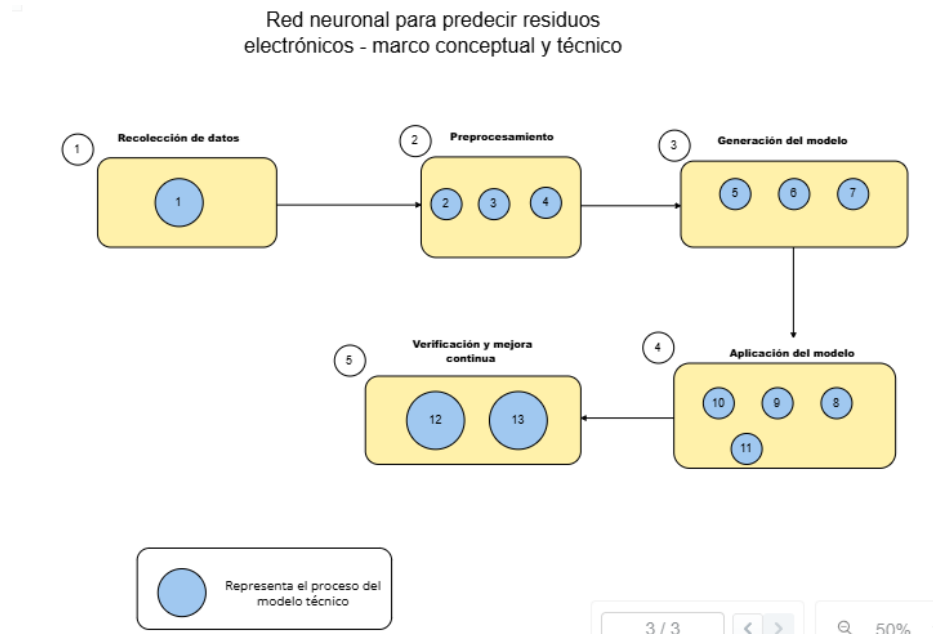 Red neuronal para predecir residuos
electrónicos - marco conceptual y técnico
1
Recolección de datos
1
2
Preprocesamiento
2
3
4
3
Generación del modelo
5
6
7
5
Verificación y mejora
continua
12
13
4
Aplicación del modelo
10
9
8
11
Representa el proceso del
modelo técnico
3 / 3
<
>
50%